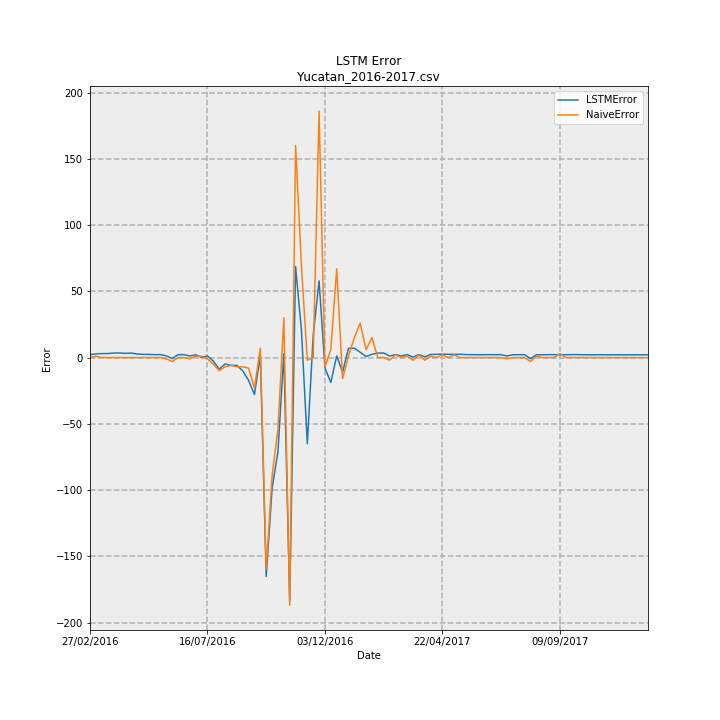 LSTM Error
Yucatan_2016-2017.csv
LSTMError
NaiveError
200
150
100
50
0
−50
−100
−150
−200
Error
27/02/2016
16/07/2016
03/12/2016
22/04/2017
09/09/2017
Date